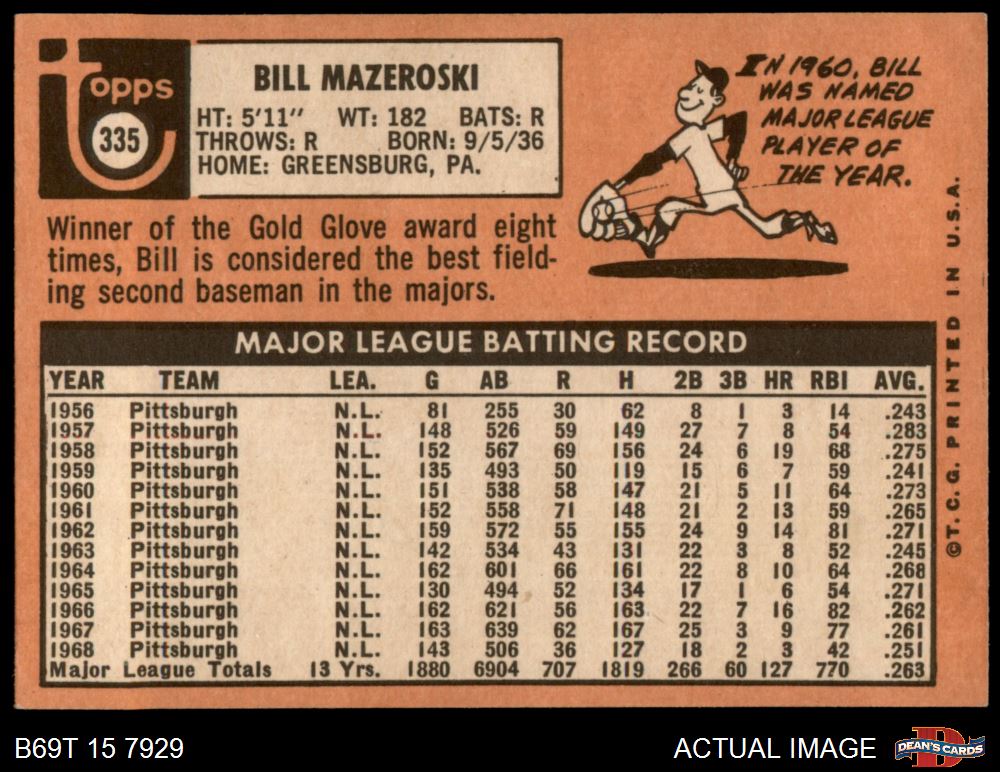 Topps
335
BILL MAZEROSKI
HT: 5'11" WT: 182 BATS: R
THROWS: R BORN: 9/5/36
HOME: GREENSBURG, PA.
IN 1960, BILL
WAS NAMED
MAJOR LEAGUE
PLAYER OF
THE YEAR.
Winner of the Gold Glove award eight
times, Bill is considered the best field-
ing second baseman in the majors.
MAJOR LEAGUE BATTING RECORD
YEAR TEAM LEA. G AB R H 2B 3B HR RBI AVG.
1956 Pittsburgh N.L. 81 255 30 62 8 1 3 14 .243
1957 Pittsburgh N.L. 148 526 59 149 27 7 8 54 .283
1958 Pittsburgh N.L. 152 567 69 156 24 6 19 68 .275
1959 Pittsburgh N.L. 135 493 50 119 15 6 7 59 .241
1960 Pittsburgh N.L. 151 538 58 147 21 5 11 64 .273
1961 Pittsburgh N.L. 152 558 71 148 21 2 13 59 .265
1962 Pittsburgh N.L. 159 572 55 155 24 9 14 81 .271
1963 Pittsburgh N.L. 142 534 43 131 22 3 8 52 .245
1964 Pittsburgh N.L. 162 601 66 161 22 8 10 64 .268
1965 Pittsburgh N.L. 130 494 52 134 17 1 6 54 .271
1966 Pittsburgh N.L. 162 621 56 163 22 7 16 82 .262
1967 Pittsburgh N.L. 163 639 62 167 25 3 9 77 .261
1968 Pittsburgh N.L. 143 506 36 127 18 2 3 42 .251
Major League Totals 13 Yrs. 1880 6904 707 1819 266 60 127 770 .263
©T. C. G. PRINTED IN U.S.A.
B69T 15 7929
ACTUAL IMAGE
D
DEAN'S CARDS